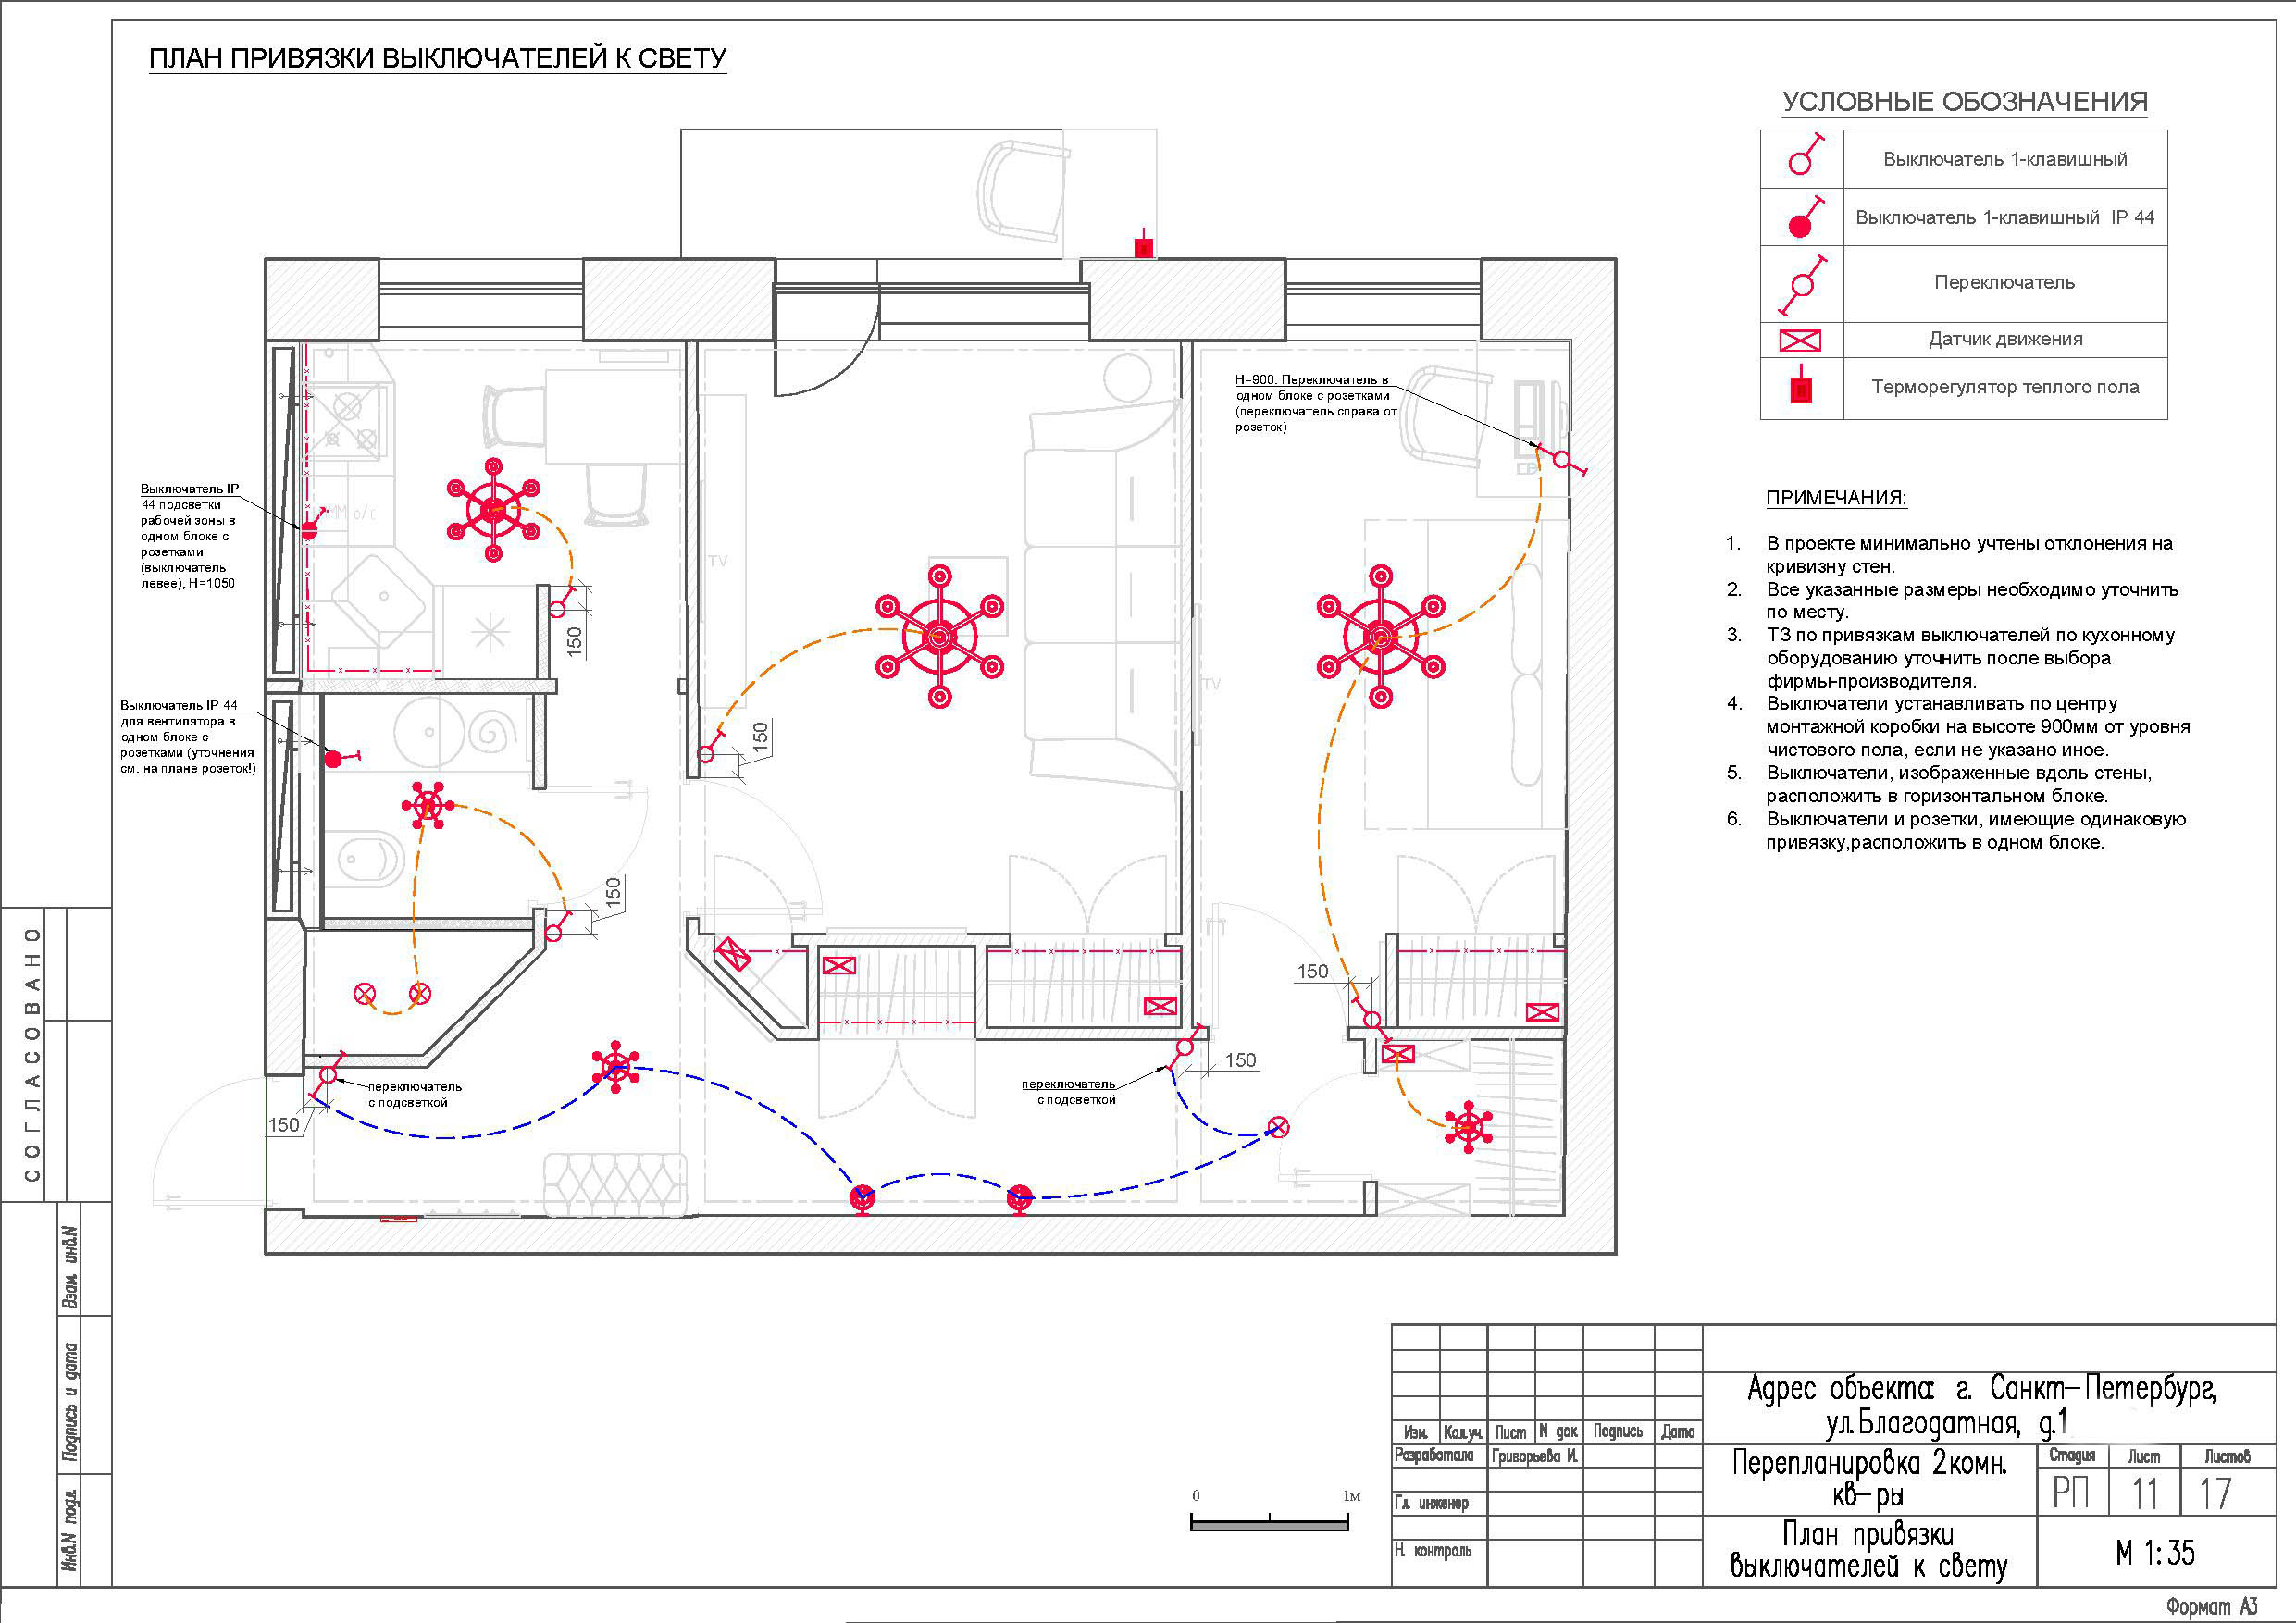 ПЛАН ПРИВЯЗКИ ВЫКЛЮЧАТЕЛЕЙ К СВЕТУ
УСЛОВНЫЕ ОБОЗНАЧЕНИЯ
Выключатель 1-клавишный
Выключатель 1-клавишный IP 44
Переключатель
Датчик движения
Терморегулятор теплого пола
H=900. Переключатель в
одном блоке с розетками
(переключатель справа от
розеток)
Выключатель IP
44 подсветки
рабочей зоны в
одном блоке с
розетками
(выключатель
левее), H=1050
Выключатель IP 44
для вентилятора в
одном блоке с
розетками (уточнения
см. на плане розеток!)
TV
TV
150
150
150
150
150
150
переключатель
с подсветкой
переключатель
с подсветкой
ПРИМЕЧАНИЯ:
1. В проекте минимально учтены отклонения на
кривизну стен.
2. Все указанные размеры необходимо уточнить
по месту.
3. ТЗ по привязкам выключателей по кухонному
оборудованию уточнить после выбора
фирмы-производителя.
4. Выключатели устанавливать по центру
монтажной коробки на высоте 900мм от уровня
чистового пола, если не указано иное.
5. Выключатели, изображенные вдоль стены,
расположить в горизонтальном блоке.
6. Выключатели и розетки, имеющие одинаковую
привязку,расположить в одном блоке.
СОГЛАСОВАНО
Взам. инв.N
Подпись и дата
Инв.N подл.
0 1м
Изм. Кол.уч. Лист N док Подпись Дата
Разработала Григорьева И.
Гл. инженер
Н. контроль
Адрес объекта: г. Санкт-Петербург,
ул.Благодатная, д.1
Перепланировка 2комн.
кв-ры
Стадия Лист Листов
РП 11 17
План привязки
выключателей к свету
М 1:35
Формат А3